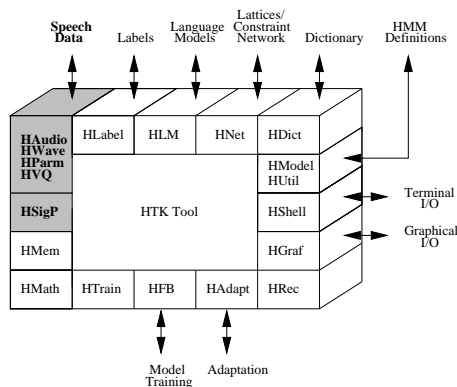 Speech
Data
Labels
Language
Models
Lattices/
Constraint
Network
Dictionary
HMM
Definitions
HAudio
HWave
HParm
HVQ
HLabel
HLM
HNet
HDict
HModel
HUtil
HSigP
HTK Tool
HShell
Terminal
I/O
Graphical
I/O
HMem
HGraf
HMath
HTrain
HFB
HAdapt
HRec
Model
Training
Adaptation